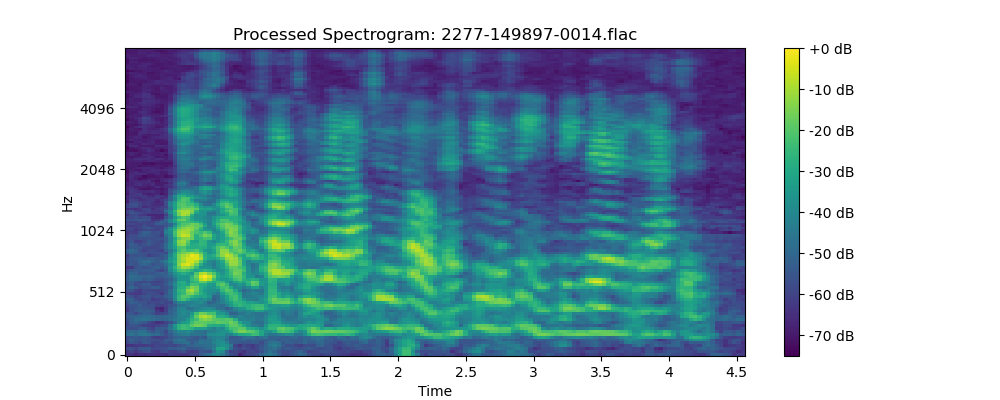 Processed Spectrogram: 2277-149897-0014.flac
+0 dB
-10 dB
-20 dB
-30 dB
-40 dB
-50 dB
-60 dB
-70 dB
Hz
4096
2048
1024
512
0
0 0.5 1 1.5 2 2.5 3 3.5 4 4.5
Time